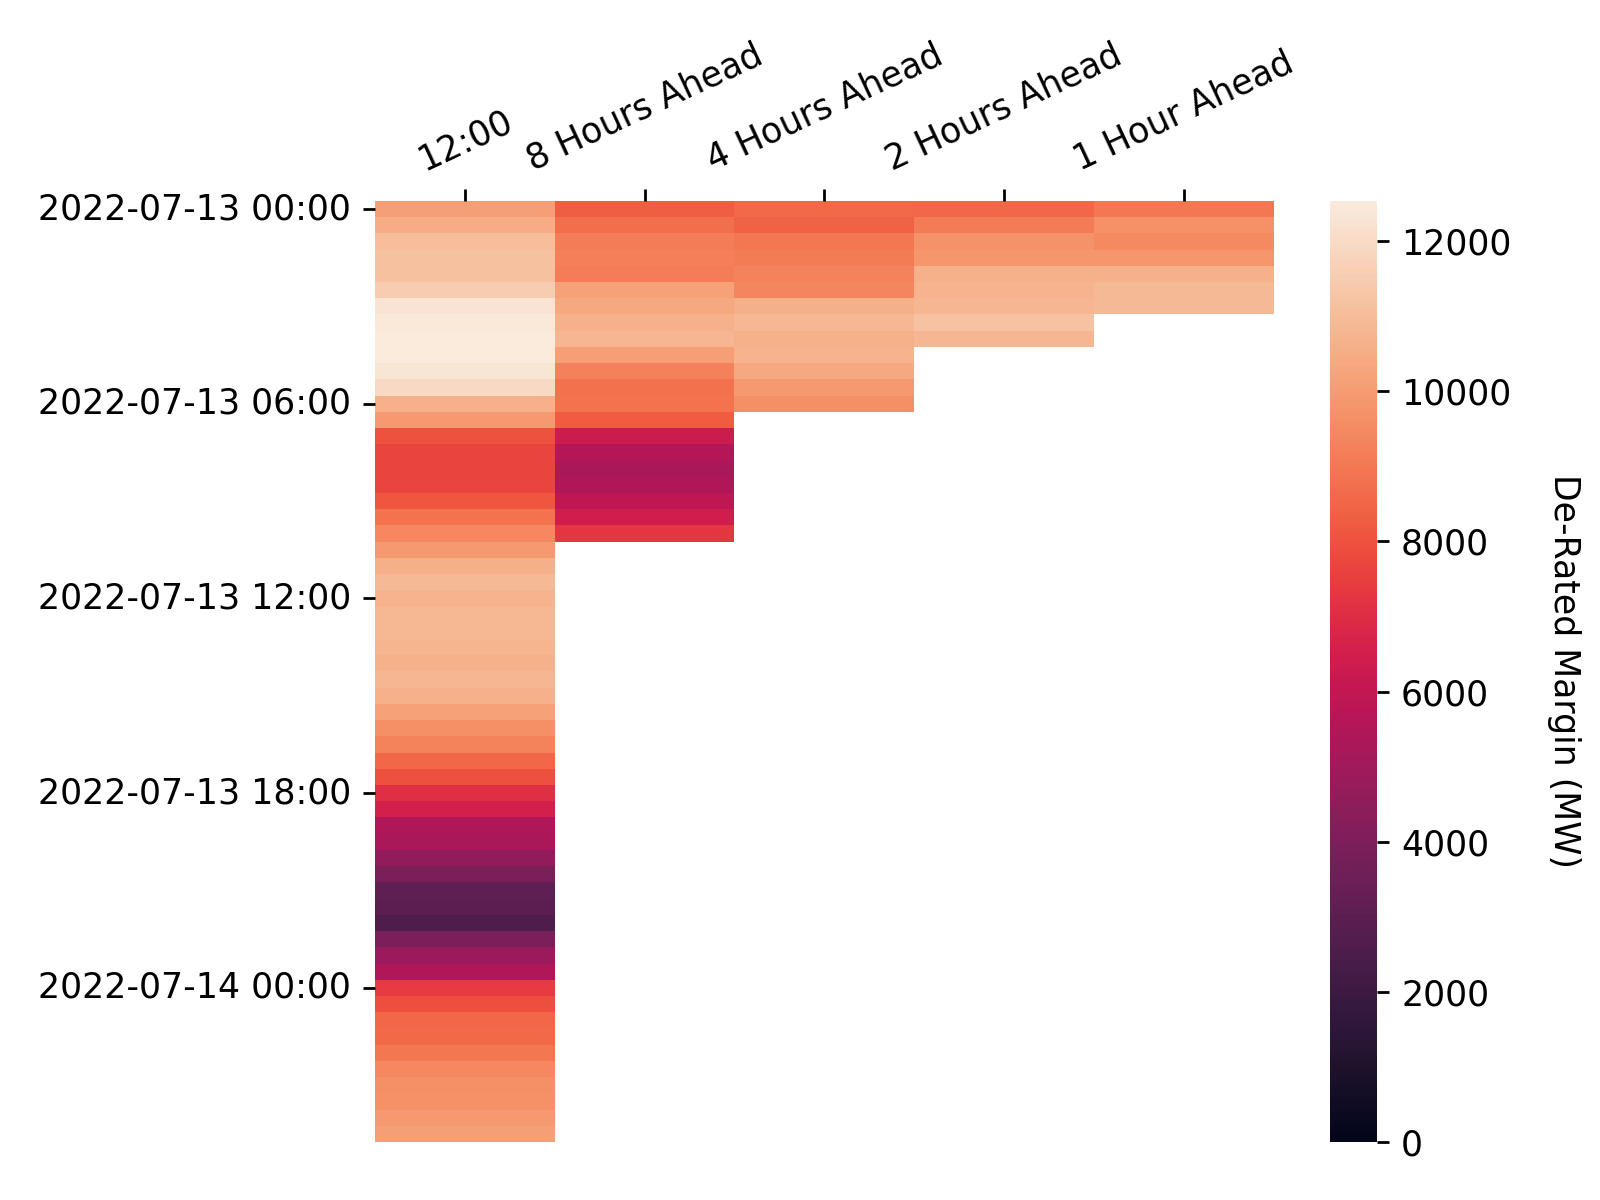 12:00
8 Hours Ahead
4 Hours Ahead
2 Hours Ahead
1 Hour Ahead
2022-07-13 00:00
2022-07-13 06:00
2022-07-13 12:00
2022-07-13 18:00
2022-07-14 00:00
12000
10000
8000
6000
4000
2000
0
De-Rated Margin (MW)